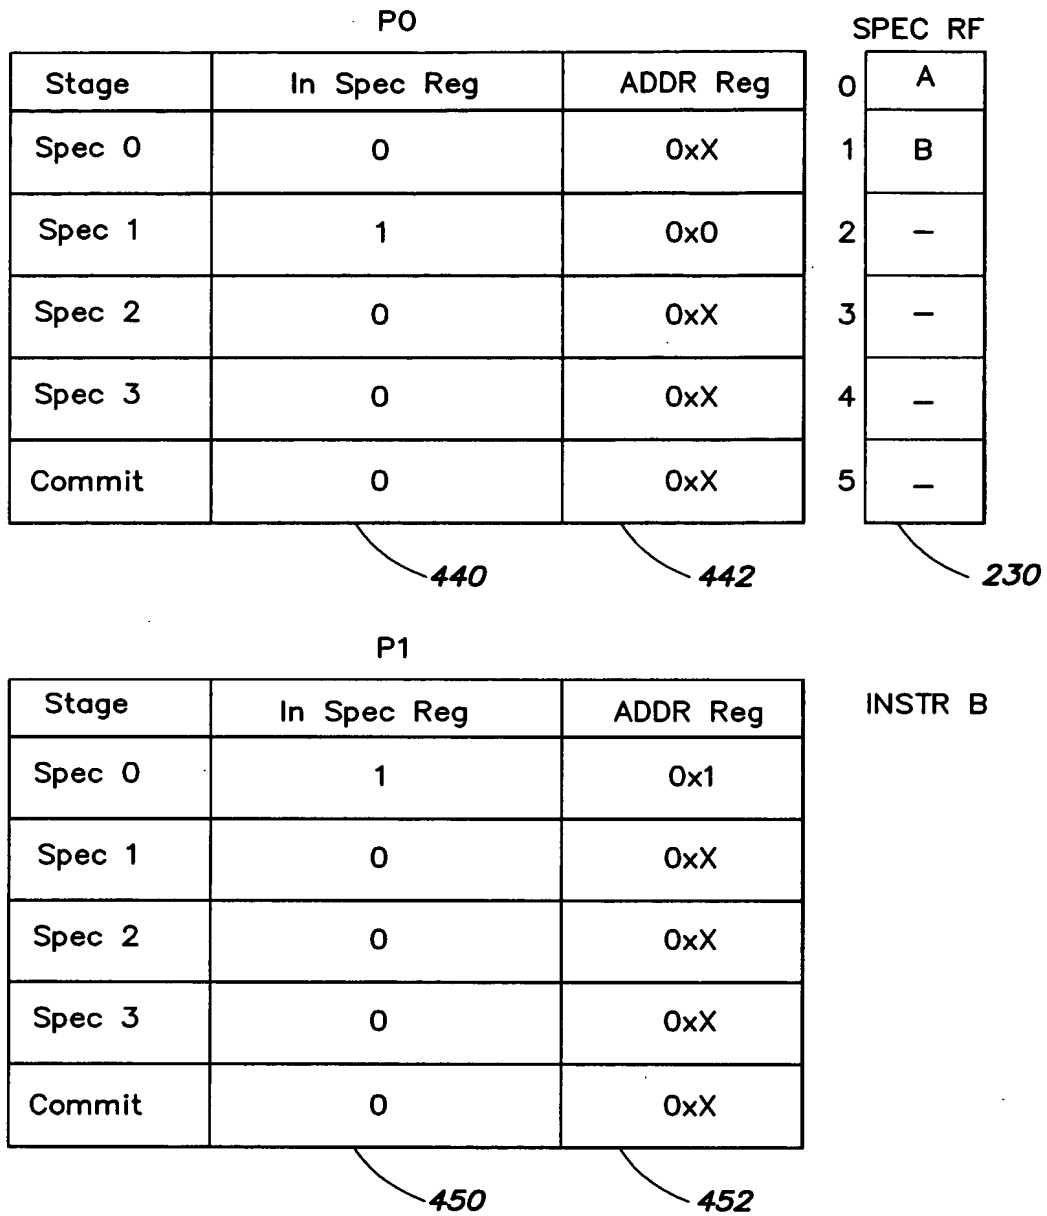 P0
SPEC RF
Stage In Spec Reg ADDR Reg 0 A
Spec 0 0 0xX 1 B
Spec 1 1 0x0 2 –
Spec 2 0 0xX 3 –
Spec 3 0 0xX 4 –
Commit 0 0xX 5 –
440 442 230
P1
Stage In Spec Reg ADDR Reg INSTR B
Spec 0 1 0x1
Spec 1 0 0xX
Spec 2 0 0xX
Spec 3 0 0xX
Commit 0 0xX
450 452